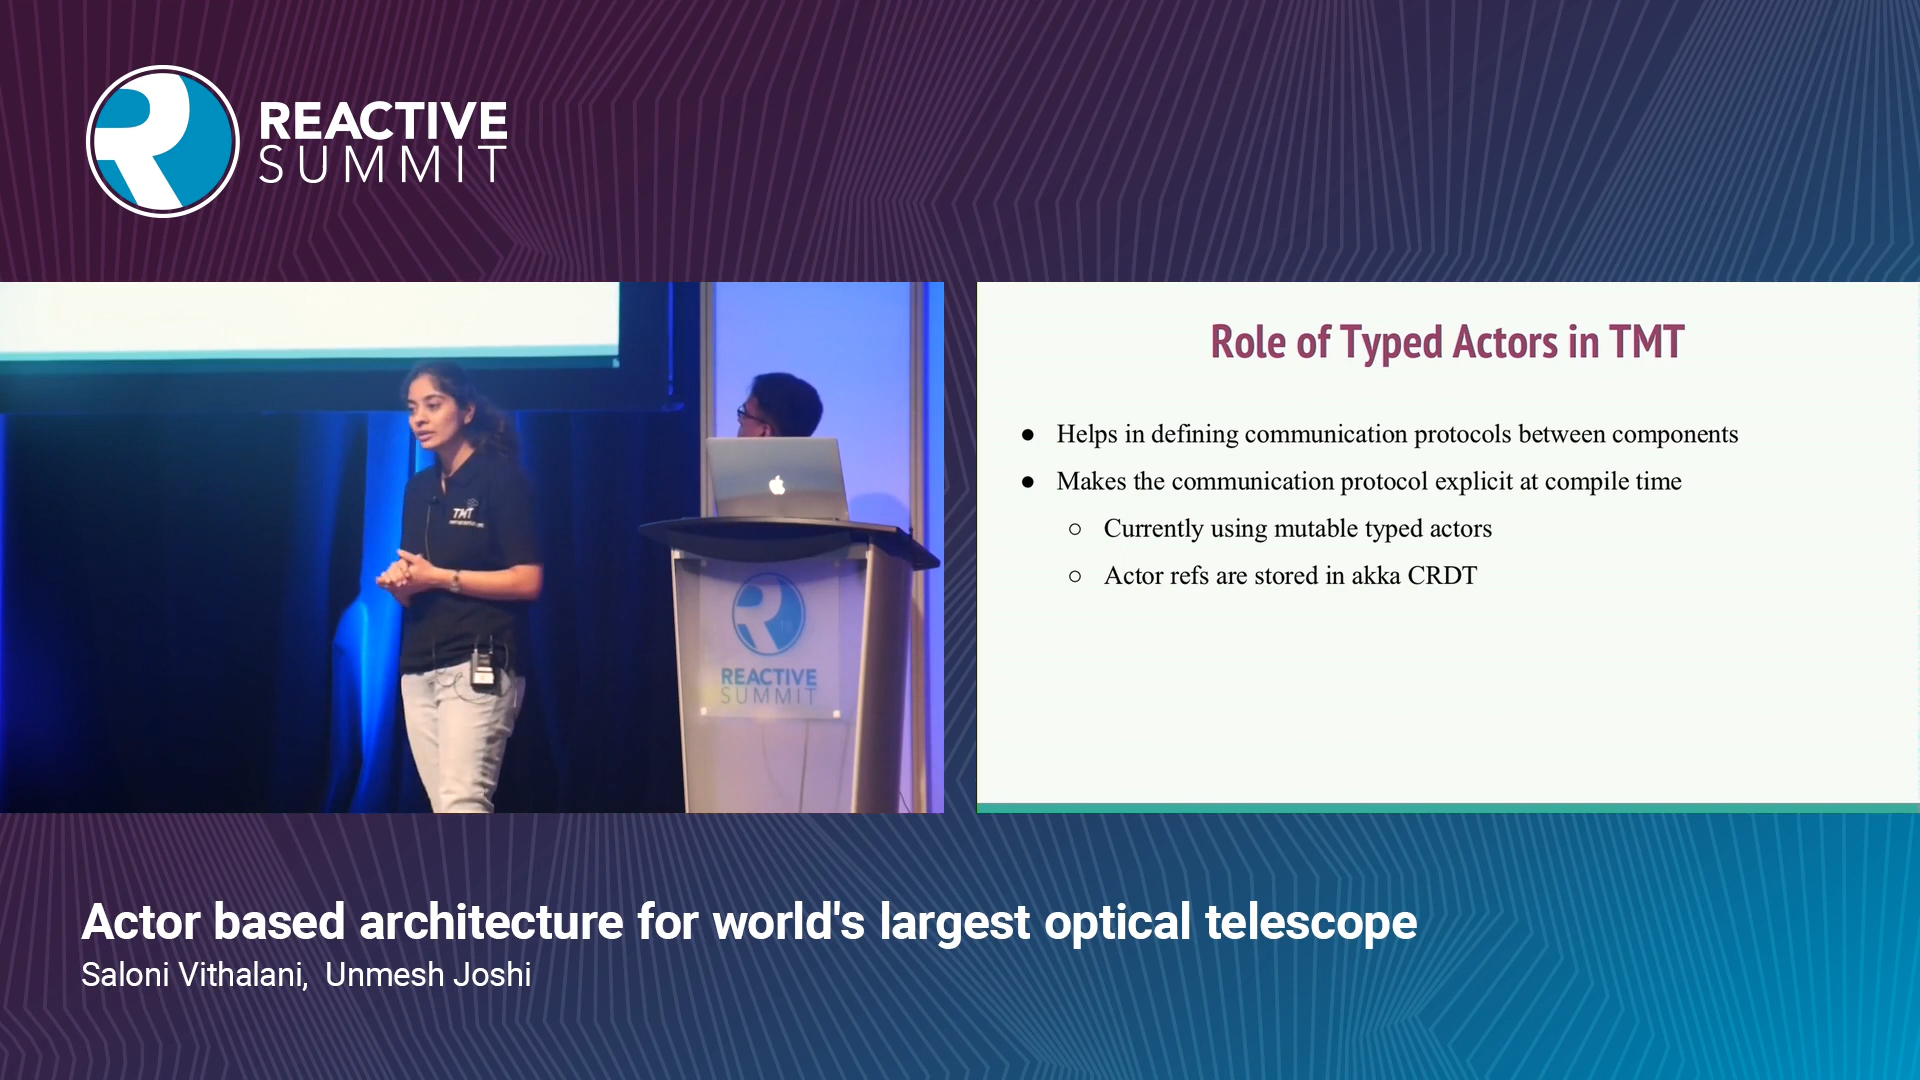 REACTIVE
SUMMIT
TMT
REACTIVE
SUMMIT
Role of Typed Actors in TMT
● Helps in defining communication protocols between components
● Makes the communication protocol explicit at compile time
○ Currently using mutable typed actors
○ Actor refs are stored in akka CRDT
Actor based architecture for world's largest optical telescope
Saloni Vithalani, Unmesh Joshi